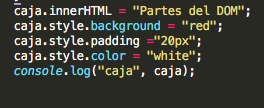 caja.innerHTML = "Partes del DOM";
caja.style.background = "red";
caja.style.padding ="20px";
caja.style.color = "white";
console.log("caja", caja);